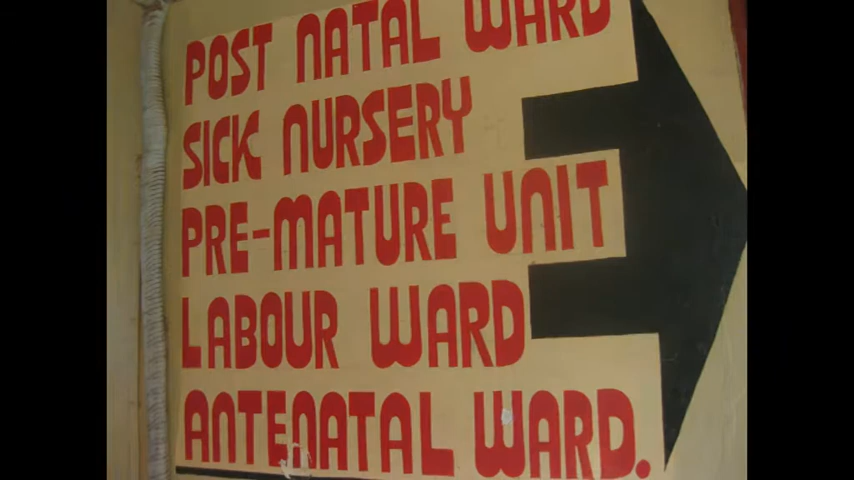 POST NATAL WARD
SICK NURSERY
PRE-MATURE UNIT
LABOUR WARD
ANTENATAL WARD.